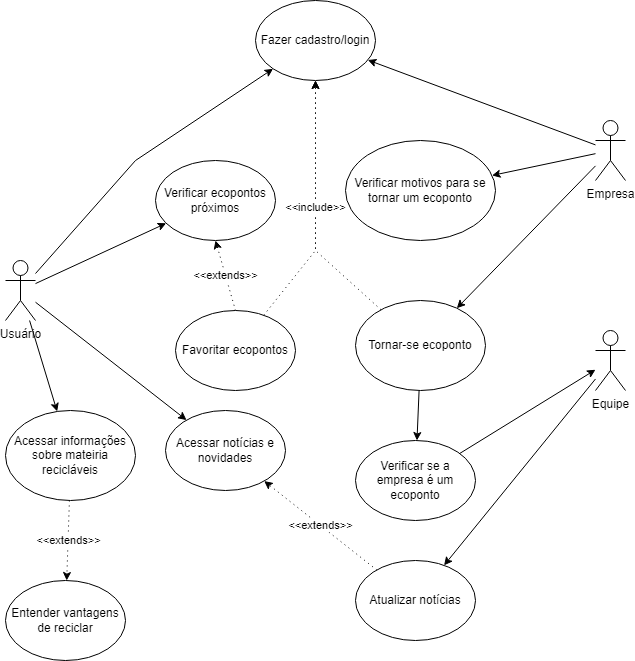 Fazer cadastro/login
Empresa
Verificar ecopontos
próximos
Verificar motivos para se
tornar um ecoponto
<<include>>
<<extends>>
Usuário
Favoritar ecopontos
Tornar-se ecoponto
Equipe
Acessar informações
sobre mateiria
recicláveis
Acessar notícias e
novidades
Verificar se a
empresa é um
ecoponto
<<extends>>
<<extends>>
Entender vantagens
de reciclar
Atualizar notícias